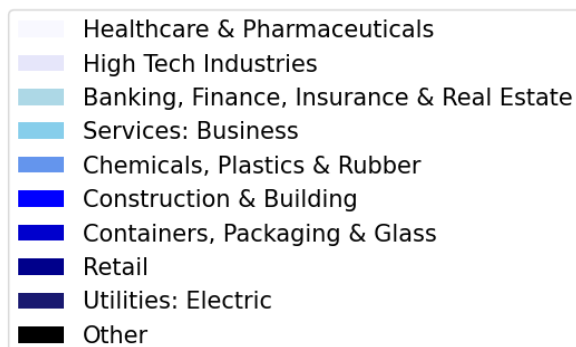 Healthcare & Pharmaceuticals
High Tech Industries
Banking, Finance, Insurance & Real Estate
Services: Business
Chemicals, Plastics & Rubber
Construction & Building
Containers, Packaging & Glass
Retail
Utilities: Electric
Other